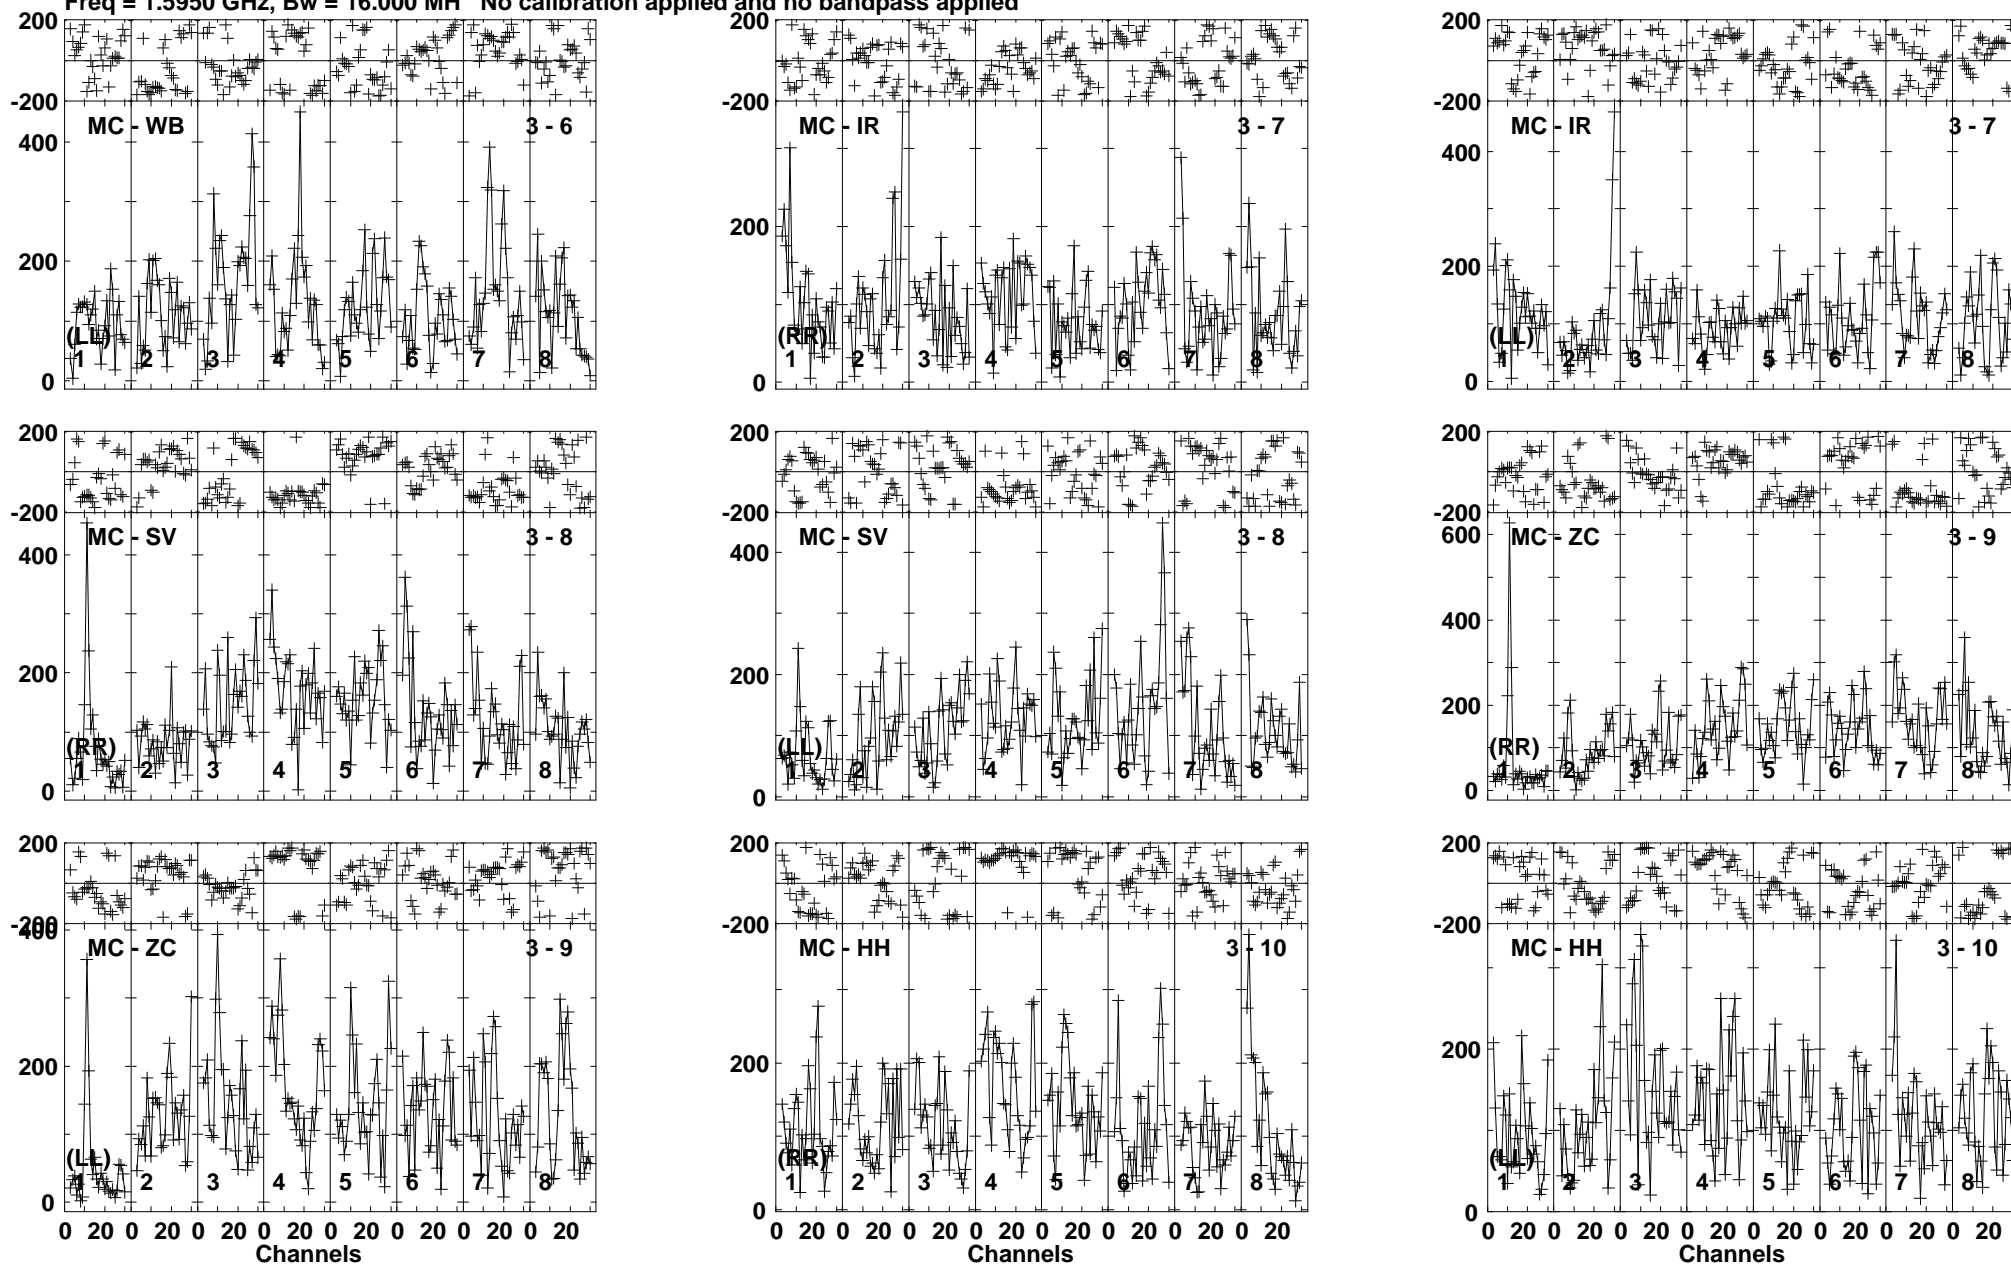 Freq = 1.5950 GHz, Bw = 16.000 MH No calibration applied and no bandpass applied
200 200 200
-200 -200 -200
MC - WB 3 - 6 MC - IR 3 - 7 MC - IR 3 - 7
400 400
200 200 200
(LL) (RR) (LL)
1 2 3 4 5 6 7 8 1 2 3 4 5 6 7 8 1 2 3 4 5 6 7 8
0 0 0
200 200 200
-200 -200 -200
MC - SV 3 - 8 MC - SV 3 - 8 MC - ZC 3 - 9
400 400 600
400
200 200 200
(RR) (LL) (RR)
1 2 3 4 5 6 7 8 1 2 3 4 5 6 7 8 1 2 3 4 5 6 7 8
0 0 0
200 200 200
-200 -200 -200
400
MC - ZC 3 - 9 MC - HH 3 - 10 MC - HH 3 - 10
200 200 200
(LL) (RR) (LL)
1 2 3 4 5 6 7 8 1 2 3 4 5 6 7 8 1 2 3 4 5 6 7 8
0 0 0
0 20 0 20 0 20 0 20 0 20 0 20 0 20 0 20 0 20 0 20 0 20 0 20 0 20 0 20 0 20 0 20 0 20 0 20 0 20 0 20 0 20 0 20 0 20 0 20
Channels Channels Channels